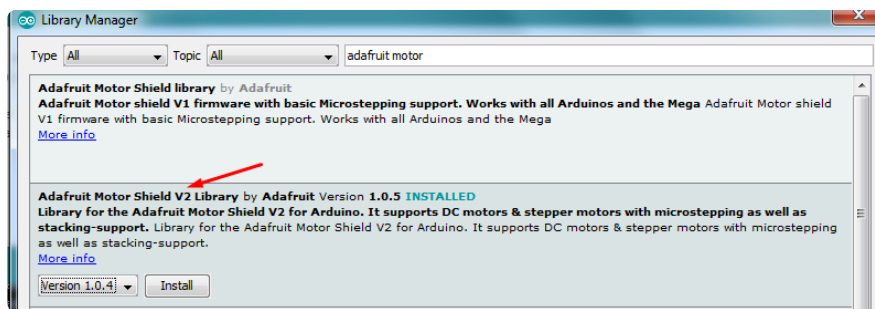 Library Manager
Type All Topic All adafruit motor
Adafruit Motor Shield library by Adafruit
Adafruit Motor shield V1 firmware with basic Microstepping support. Works with all Arduinos and the Mega Adafruit Motor shield
V1 firmware with basic Microstepping support. Works with all Arduinos and the Mega
More info
Adafruit Motor Shield V2 Library by Adafruit Version 1.0.5 INSTALLED
Library for the Adafruit Motor Shield V2 for Arduino. It supports DC motors & stepper motors with microstepping as well as
stacking-support. Library for the Adafruit Motor Shield V2 for Arduino. It supports DC motors & stepper motors with microstepping
as well as stacking-support.
More info
Version 1.0.4 Install